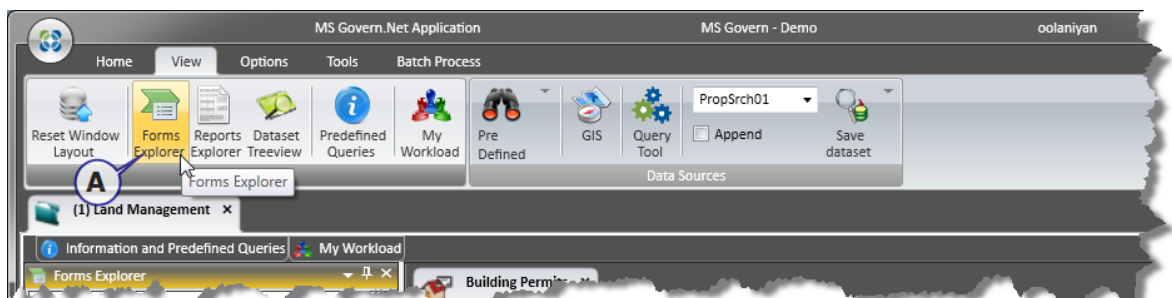 MS Govern.Net Application MS Govern - Demo oolaniyan
Home View Options Tools Batch Process
Reset Window Layout
Forms Explorer
Reports Explorer
Dataset Treeview
Predefined Queries
My Workload
Pre Defined
GIS
Query Tool
PropSrch01
Append
Save dataset
A
Forms Explorer
Data Sources
(1) Land Management
Information and Predefined Queries My Workload
Forms Explorer
Building Permits